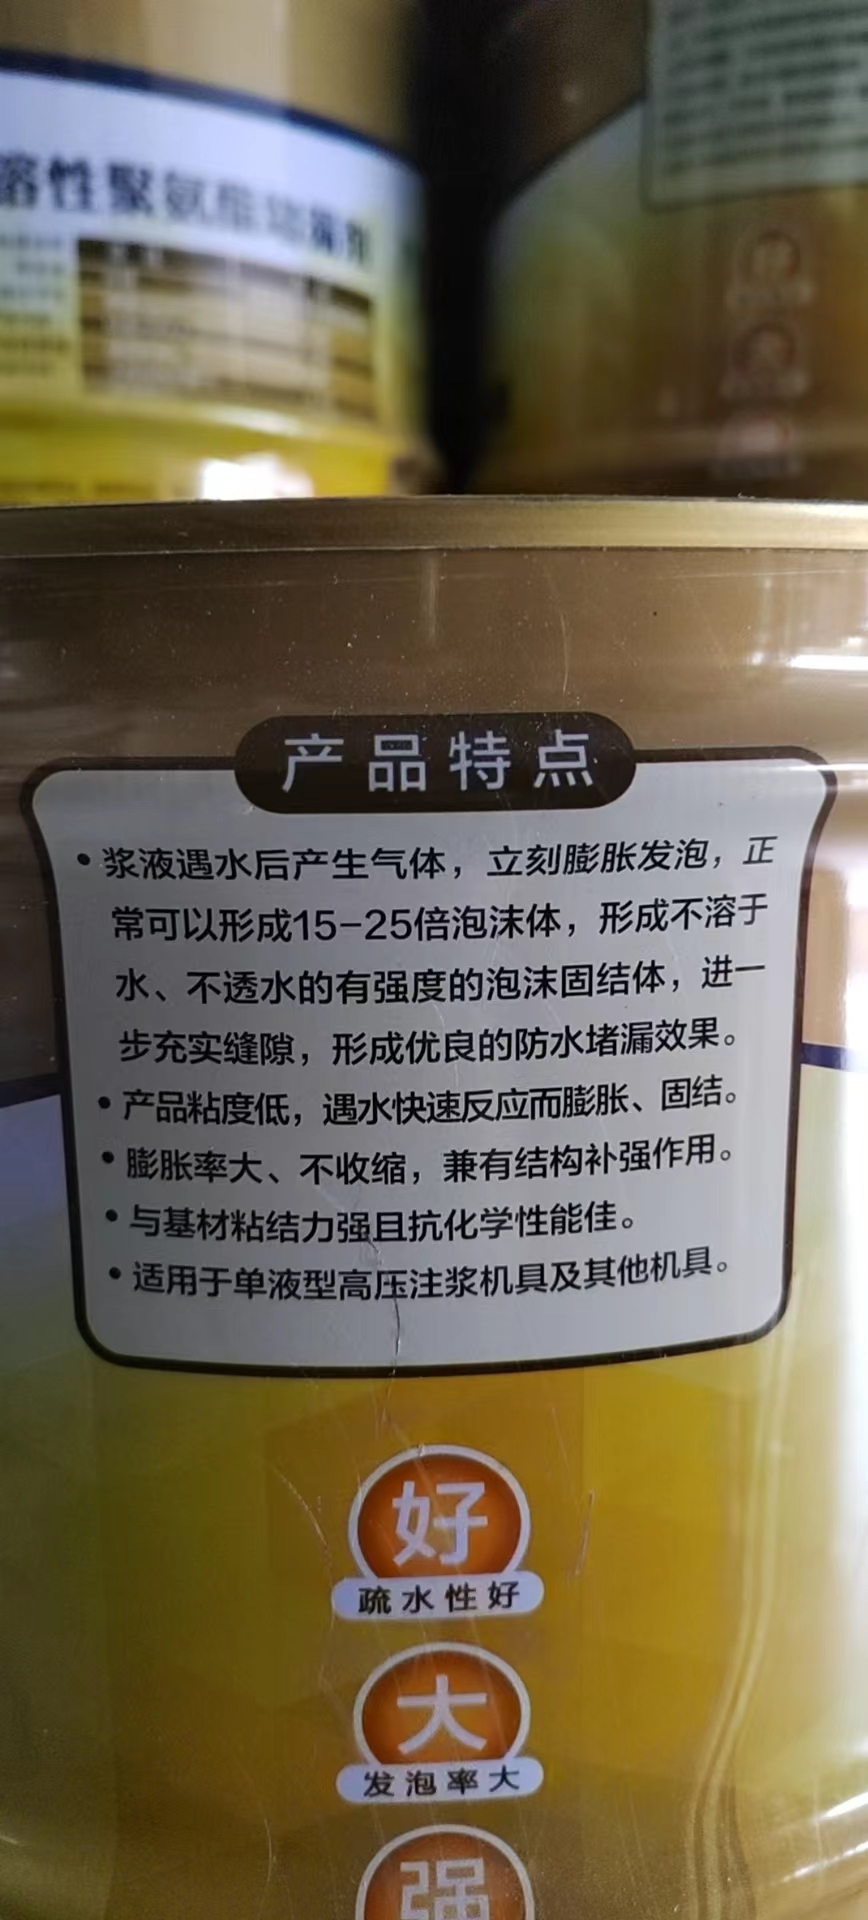 溶性聚氨酯堵漏剂
产品特点
•浆液遇水后产生气体，立刻膨胀发泡，正
常可以形成15-25倍泡沫体，形成不溶于
水、不透水的有强度的泡沫固结体，进一
步充实缝隙，形成优良的防水堵漏效果。
•产品粘度低，遇水快速反应而膨胀、固结。
•膨胀率大、不收缩，兼有结构补强作用。
•与基材粘结力强且抗化学性能佳。
•适用于单液型高压注浆机具及其他机具。
好
疏水性好
大
发泡率大
强